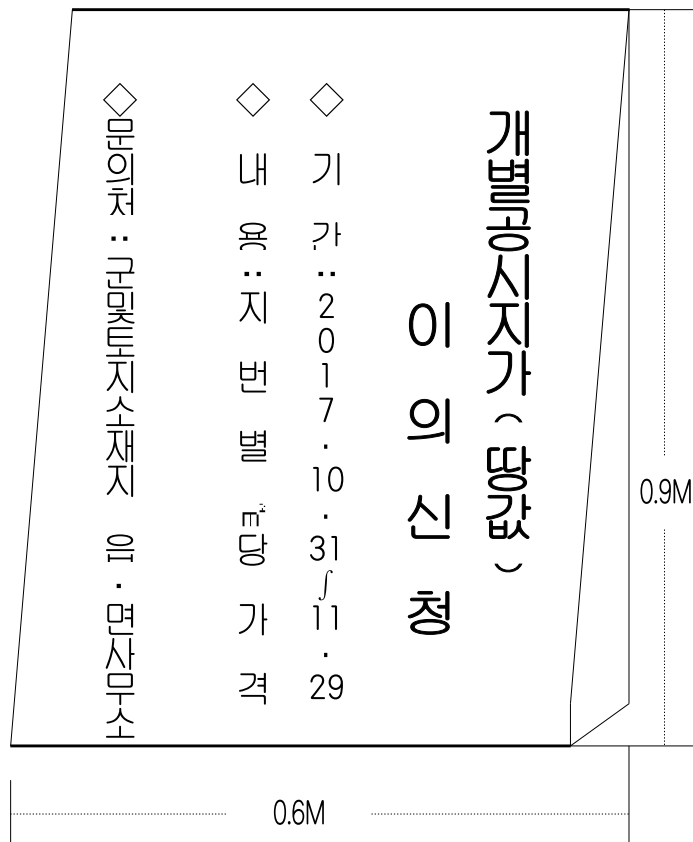 개별공시지가(땅값)
이의신청
◇ 기 간 : 2017. 10. 31 ∫ 11. 29
◇ 내 용 : 지번별 ㎡당 가격
◇ 문의처 : 군및토지소재지 읍·면사무소
0.9M
0.6M